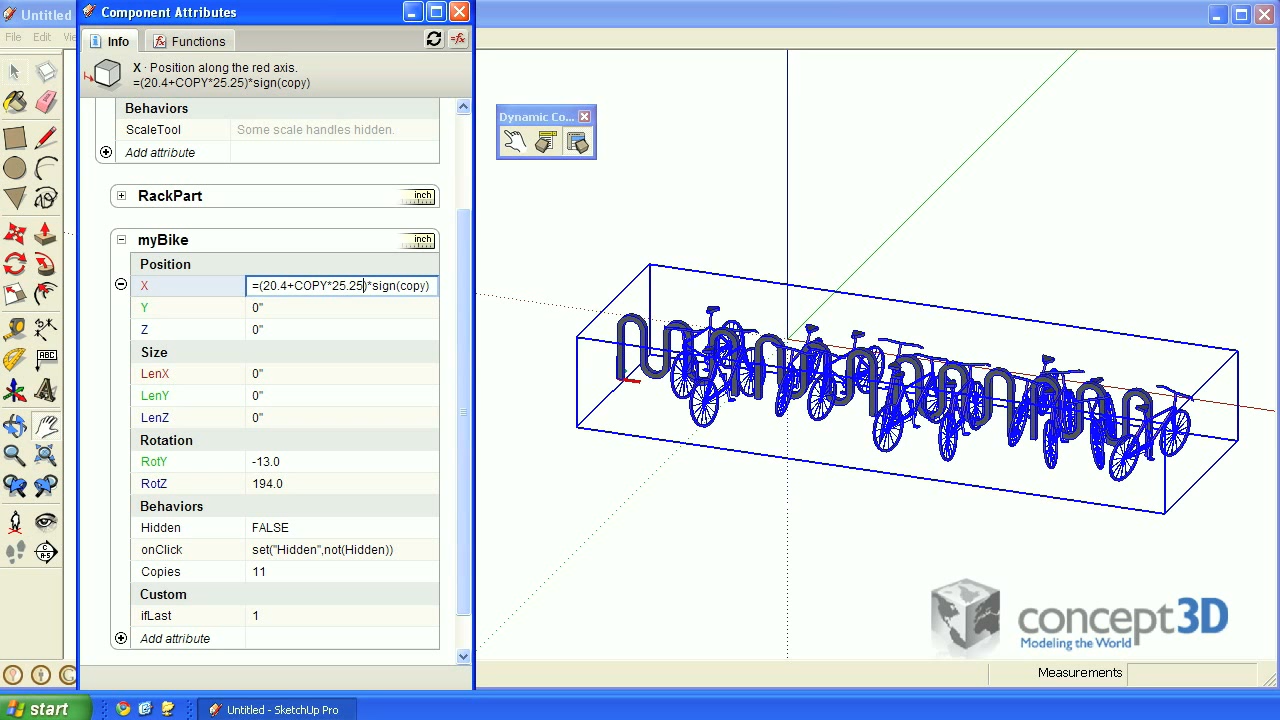 Untitled
Component Attributes
File Edit
Info
Functions
=fx
X · Position along the red axis.
=(20.4+COPY*25.25)*sign(copy)
Behaviors
ScaleTool Some scale handles hidden.
Add attribute
RackPart inch
myBike inch
Position
X =(20.4+COPY*25.25)*sign(copy)
Y 0"
Z 0"
Size
LenX 0"
LenY 0"
LenZ 0"
Rotation
RotY -13.0
RotZ 194.0
Behaviors
Hidden FALSE
onClick set("Hidden",not(Hidden))
Copies 11
Custom
ifLast 1
Add attribute
Dynamic Co...
ABC
A
concept3D
Modeling the World
Measurements
start
Untitled - SketchUp Pro